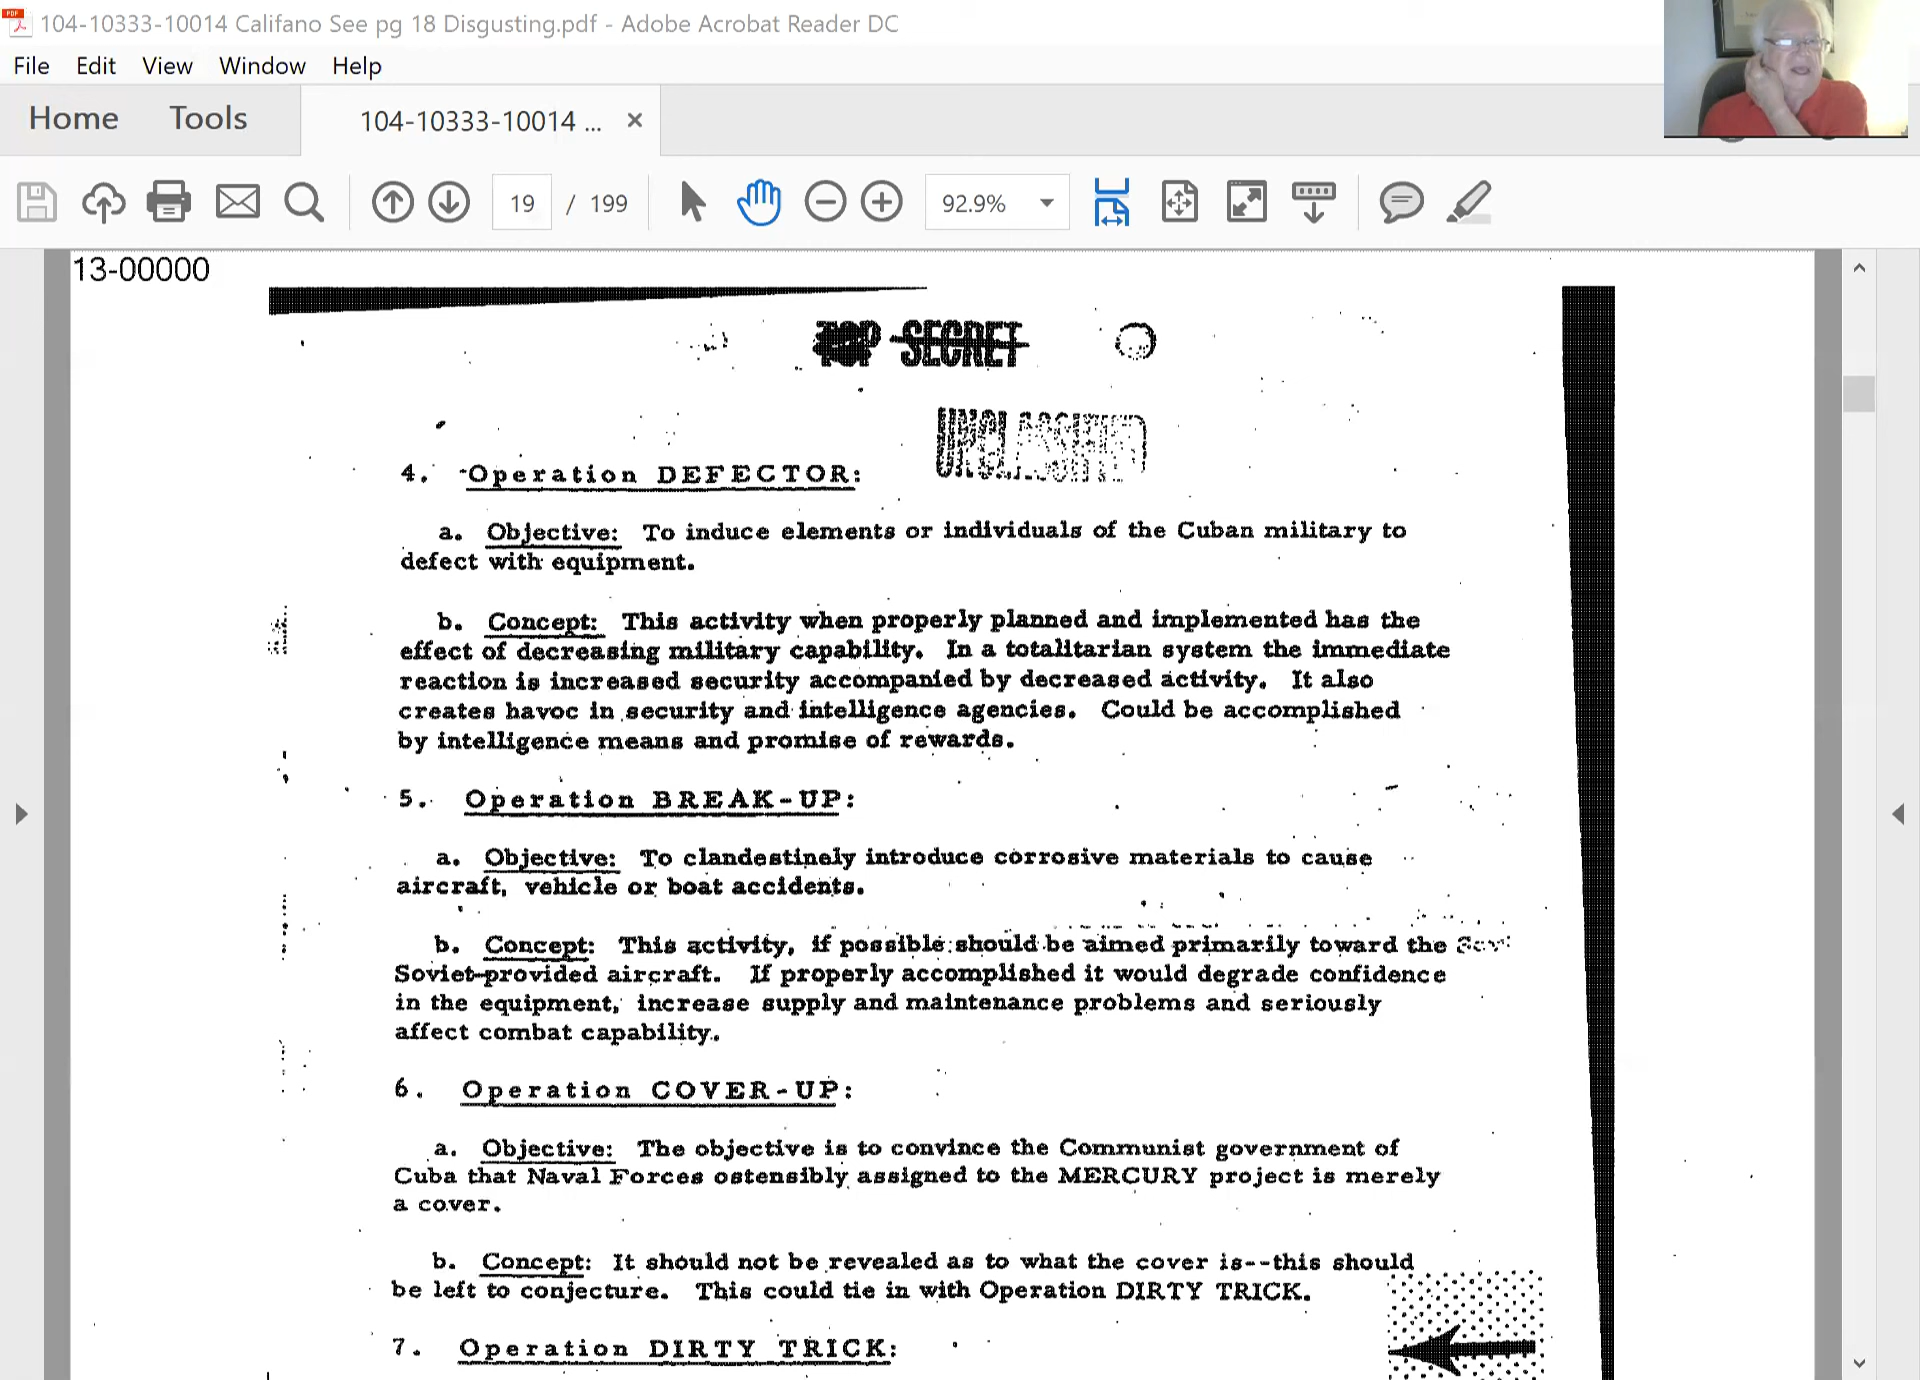 104-10333-10014 Califano See pg 18 Disgusting.pdf - Adobe Acrobat Reader DC
File Edit View Window Help
Home Tools 104-10333-10014 ... ×
19 / 199 92.9%
13-00000
TOP SECRET
UNCLASSIFIED
4. Operation DEFECTOR:
a. Objective: To induce elements or individuals of the Cuban military to
defect with equipment.
b. Concept: This activity when properly planned and implemented has the
effect of decreasing military capability. In a totalitarian system the immediate
reaction is increased security accompanied by decreased activity. It also
creates havoc in security and intelligence agencies. Could be accomplished
by intelligence means and promise of rewards.
5. Operation BREAK-UP:
a. Objective: To clandestinely introduce corrosive materials to cause
aircraft, vehicle or boat accidents.
b. Concept: This activity, if possible should be aimed primarily toward the
Soviet-provided aircraft. If properly accomplished it would degrade confidence
in the equipment, increase supply and maintenance problems and seriously
affect combat capability.
6. Operation COVER-UP:
a. Objective: The objective is to convince the Communist government of
Cuba that Naval Forces ostensibly assigned to the MERCURY project is merely
a cover.
b. Concept: It should not be revealed as to what the cover is--this should
be left to conjecture. This could tie in with Operation DIRTY TRICK.
7. Operation DIRTY TRICK: